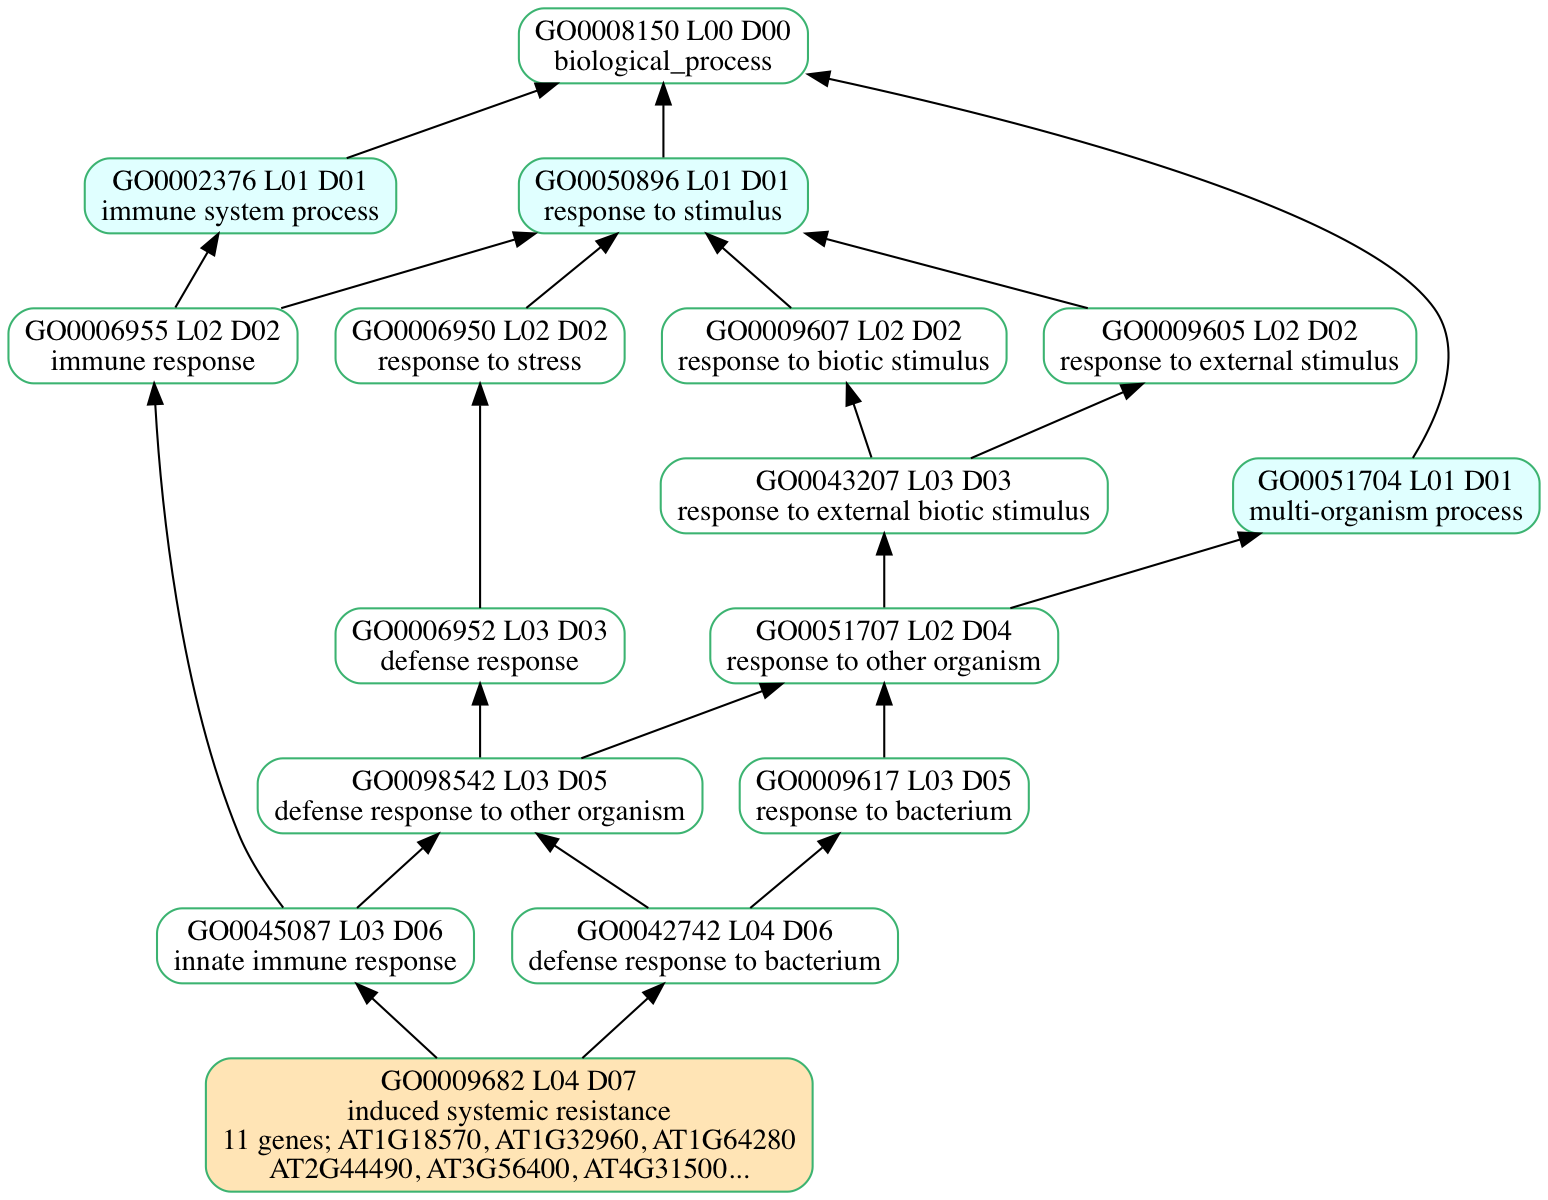 GO0008150 L00 D00
biological_process
GO0002376 L01 D01
immune system process
GO0050896 L01 D01
response to stimulus
GO0006955 L02 D02
immune response
GO0006950 L02 D02
response to stress
GO0009607 L02 D02
response to biotic stimulus
GO0009605 L02 D02
response to external stimulus
GO0043207 L03 D03
response to external biotic stimulus
GO0051704 L01 D01
multi-organism process
GO0006952 L03 D03
defense response
GO0051707 L02 D04
response to other organism
GO0098542 L03 D05
defense response to other organism
GO0009617 L03 D05
response to bacterium
GO0045087 L03 D06
innate immune response
GO0042742 L04 D06
defense response to bacterium
GO0009682 L04 D07
induced systemic resistance
11 genes; AT1G18570, AT1G32960, AT1G64280
AT2G44490, AT3G56400, AT4G31500...